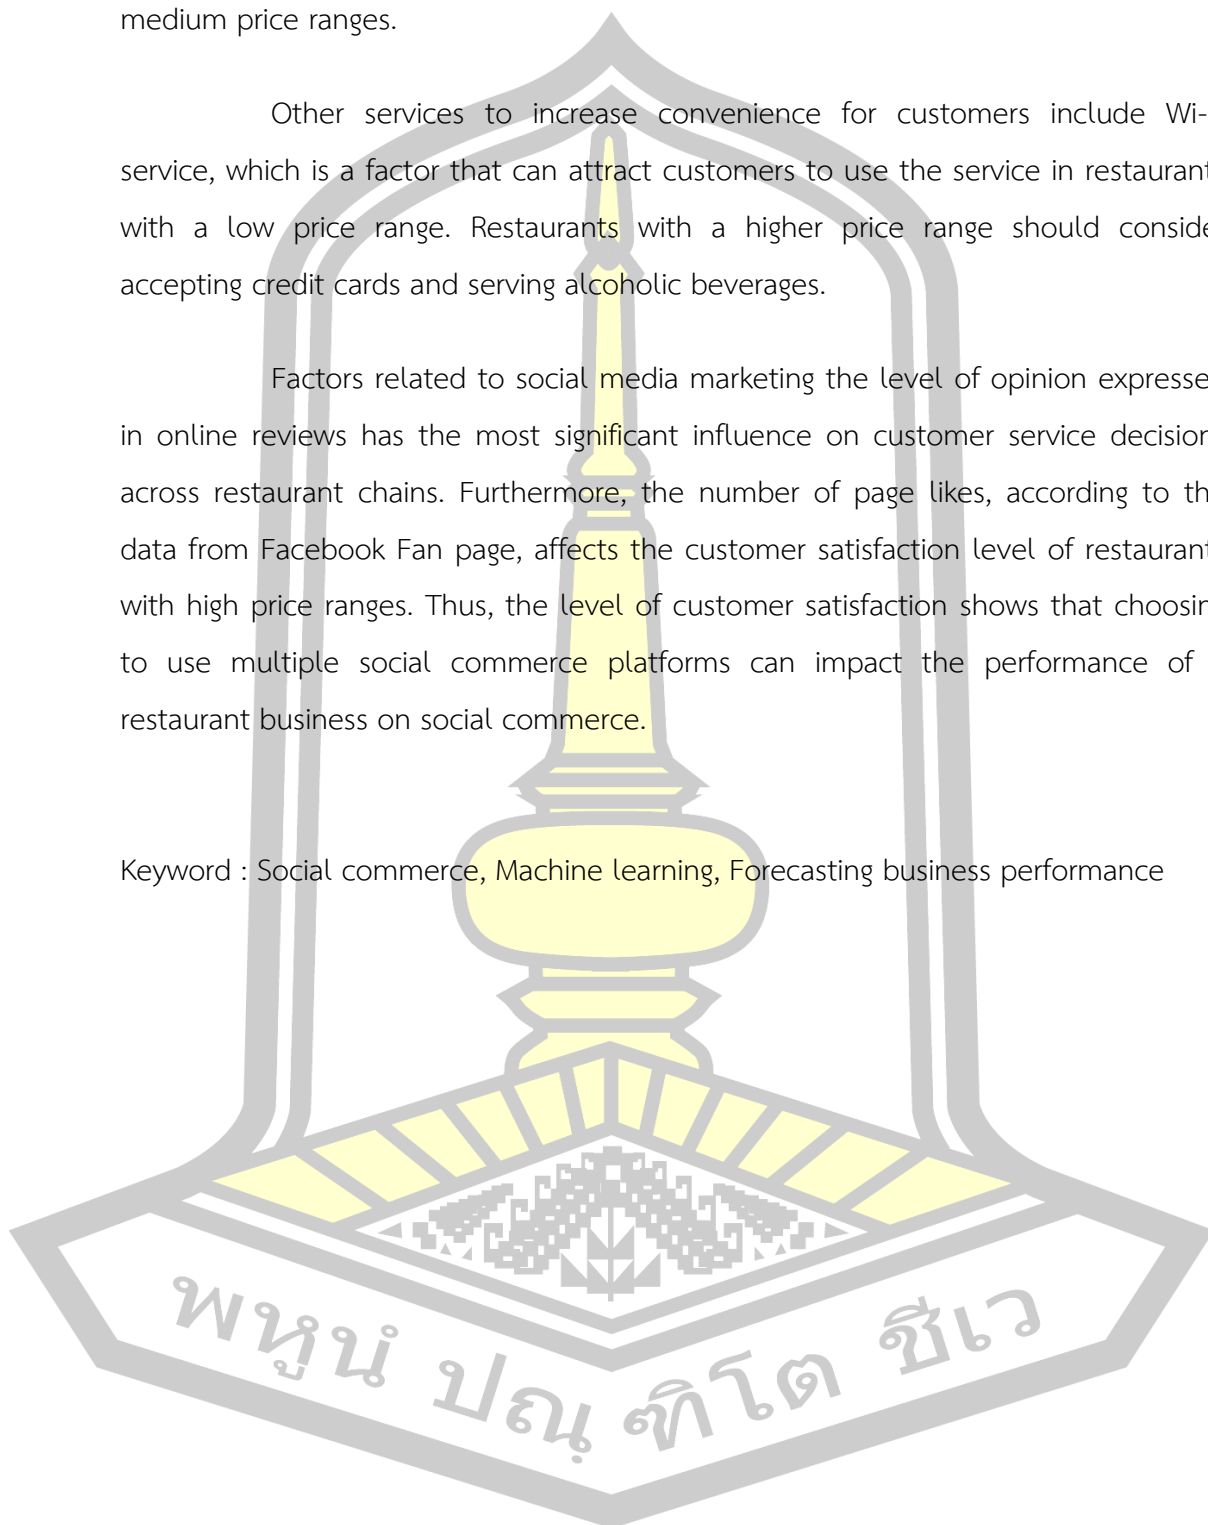 medium price ranges.
Other services to increase convenience for customers include Wi-
service, which is a factor that can attract customers to use the service in restaurant
with a low price range. Restaurants with a higher price range should conside
accepting credit cards and serving alcoholic beverages.
Factors related to social media marketing the level of opinion expresse
in online reviews has the most significant influence on customer service decision
across restaurant chains. Furthermore, the number of page likes, according to th
data from Facebook Fan page, affects the customer satisfaction level of restaurant
with high price ranges. Thus, the level of customer satisfaction shows that choosin
to use multiple social commerce platforms can impact the performance of
restaurant business on social commerce.
Keyword : Social commerce, Machine learning, Forecasting business performance
พหูนํ ปณฺฑิโต ชีเว